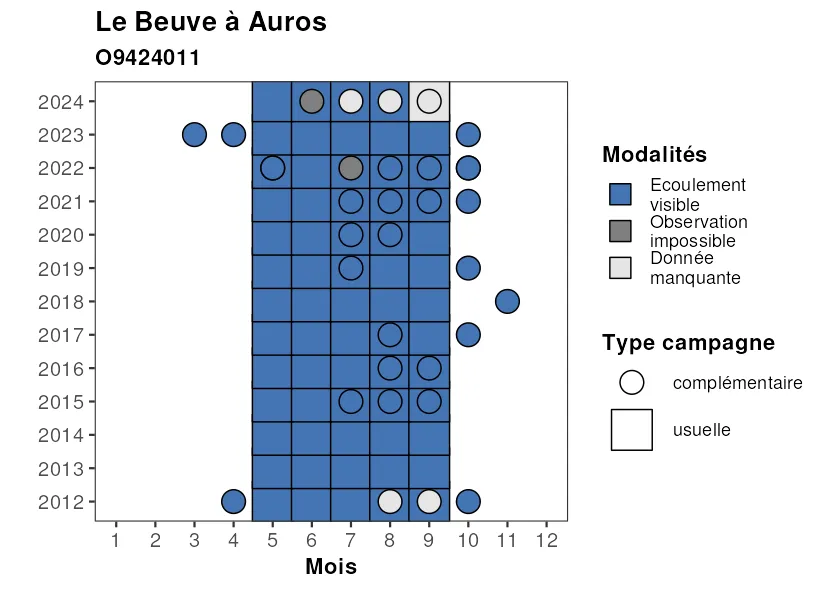 Le Beuve à Auros
O9424011
2024
2023
2022
2021
2020
2019
2018
2017
2016
2015
2014
2013
2012
1 2 3 4 5 6 7 8 9 10 11 12
Mois
Modalités
Ecoulement
visible
Observation
impossible
Donnée
manquante
Type campagne
complémentaire
usuelle